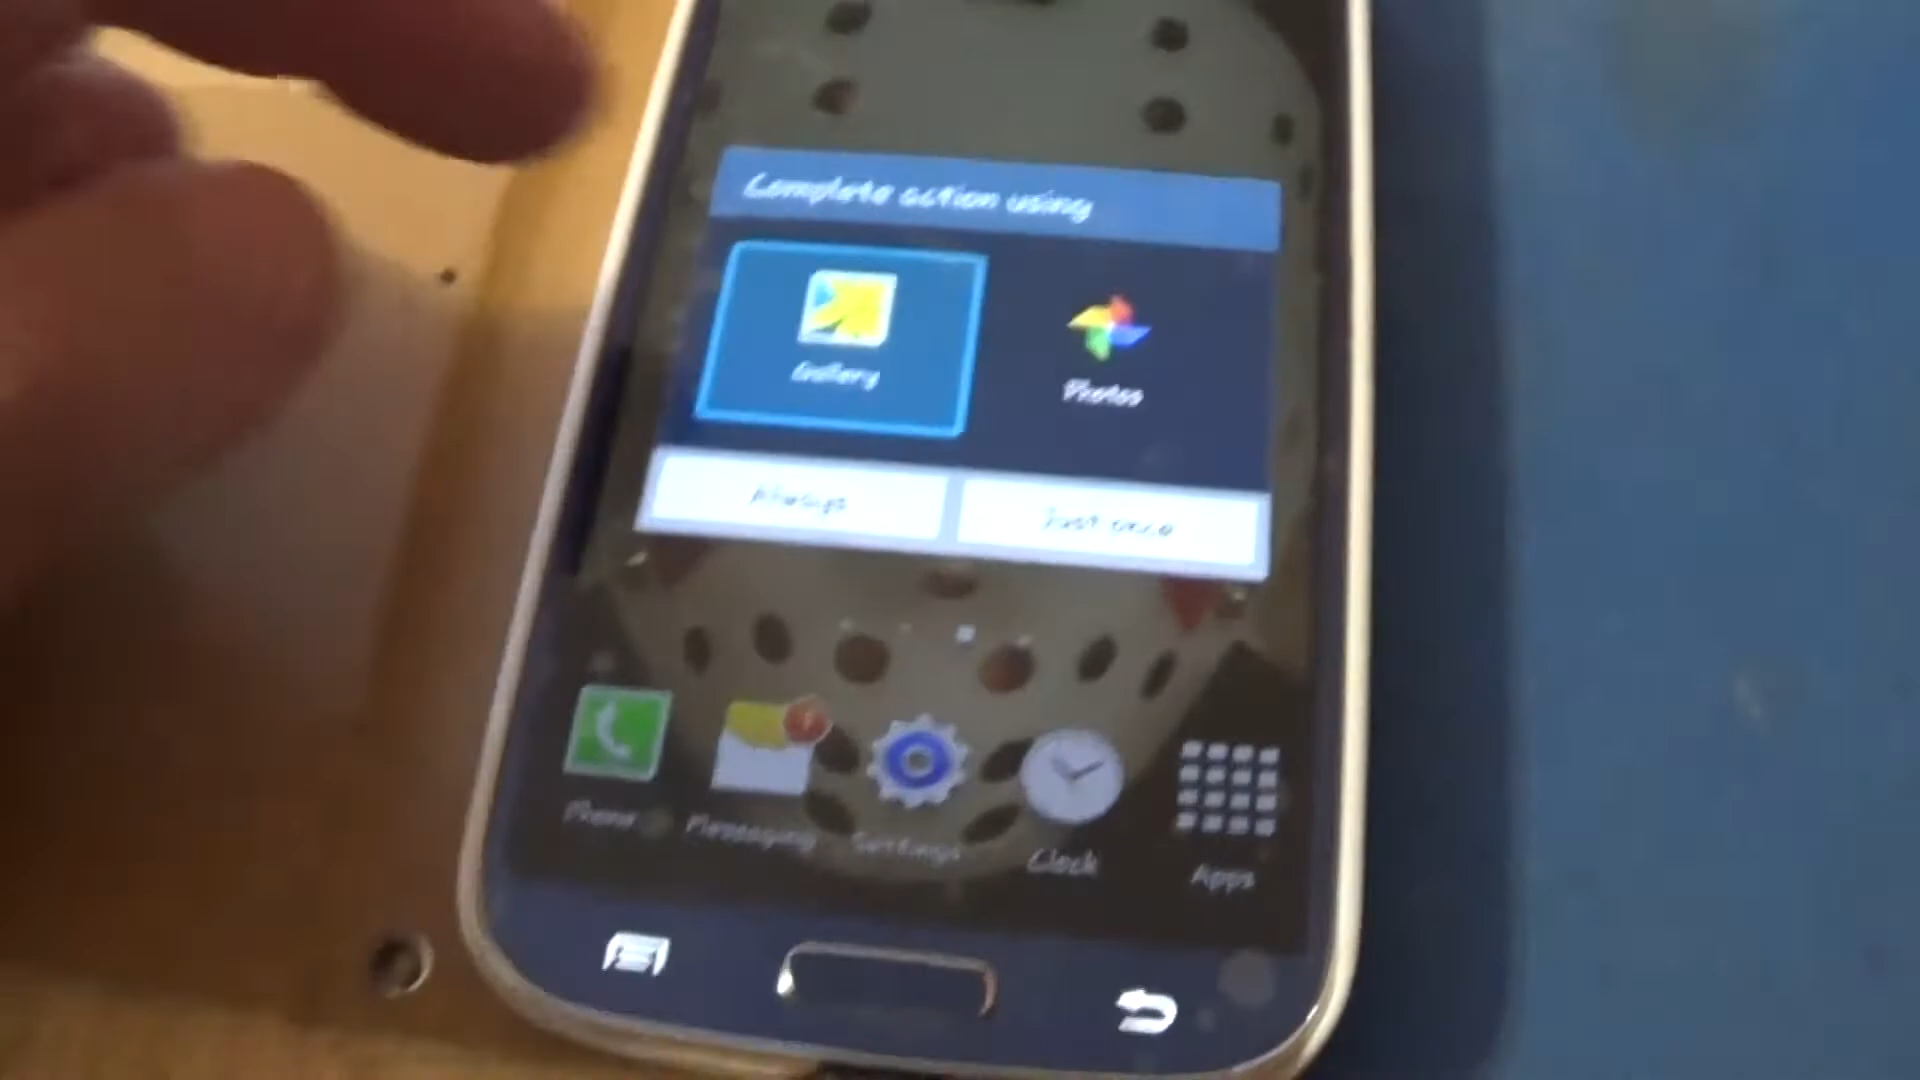 Complete action using
Gallery
Photos
Always
Just once
Phone
Messaging
Settings
Clock
Apps